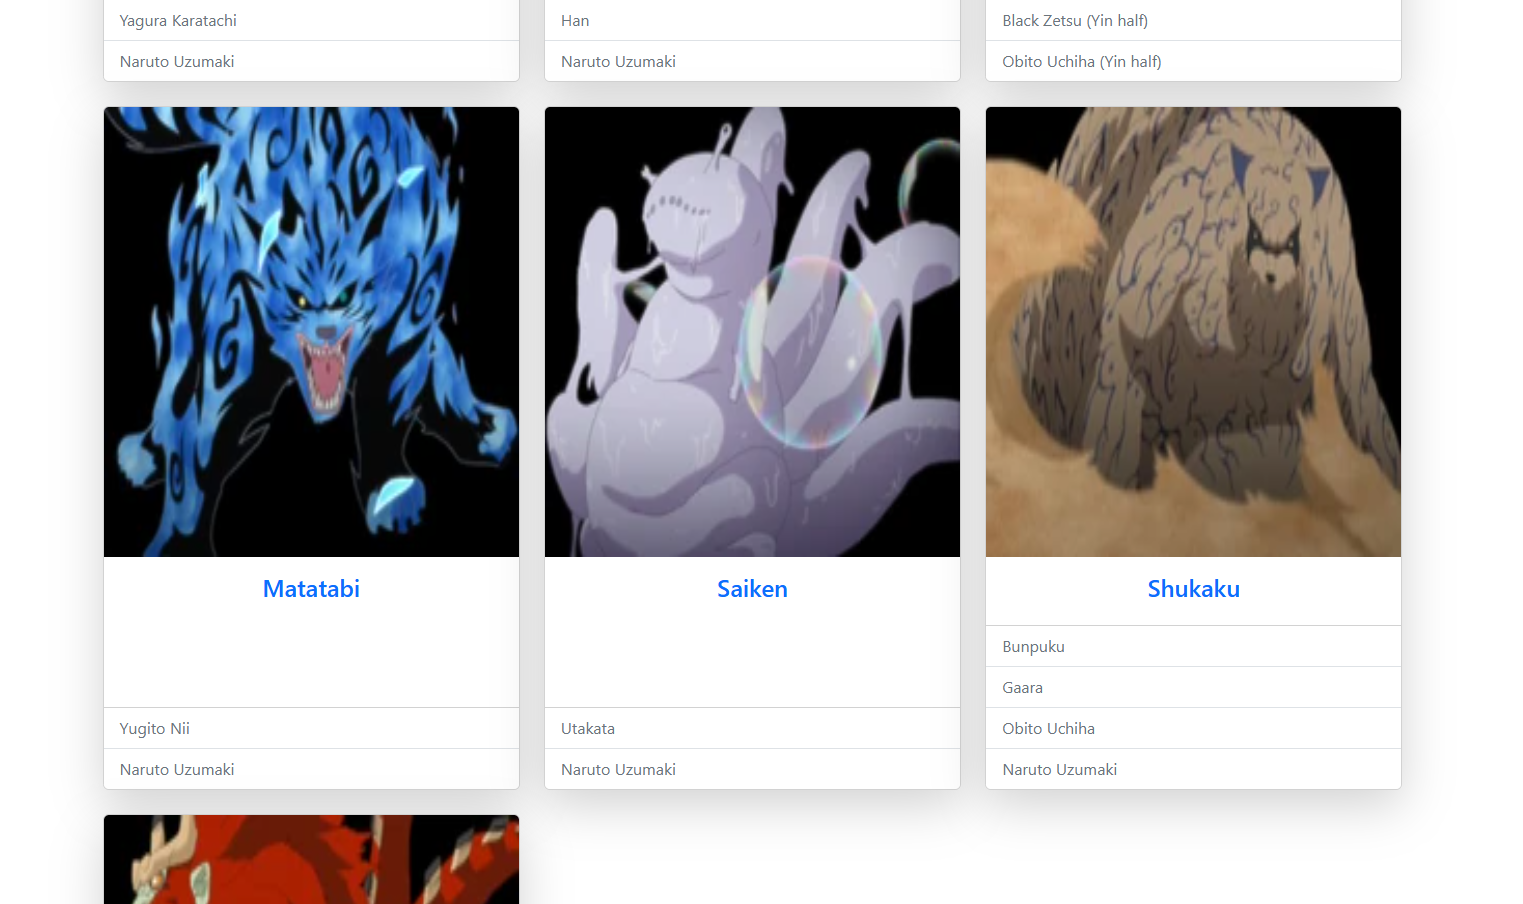 Yagura Karatachi
Naruto Uzumaki
Han
Naruto Uzumaki
Black Zetsu (Yin half)
Obito Uchiha (Yin half)
Matatabi
Yugito Nii
Naruto Uzumaki
Saiken
Utakata
Naruto Uzumaki
Shukaku
Bunpuku
Gaara
Obito Uchiha
Naruto Uzumaki